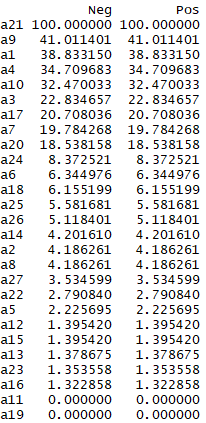 Neg Pos
a21 100.000000 100.000000
a9 41.011401 41.011401
a1 38.833150 38.833150
a4 34.709683 34.709683
a10 32.470033 32.470033
a3 22.834657 22.834657
a17 20.708036 20.708036
a7 19.784268 19.784268
a20 18.538158 18.538158
a24 8.372521 8.372521
a6 6.344976 6.344976
a18 6.155199 6.155199
a25 5.581681 5.581681
a26 5.118401 5.118401
a14 4.201610 4.201610
a2 4.186261 4.186261
a8 4.186261 4.186261
a27 3.534599 3.534599
a22 2.790840 2.790840
a5 2.225695 2.225695
a12 1.395420 1.395420
a15 1.395420 1.395420
a13 1.378675 1.378675
a23 1.353558 1.353558
a16 1.322858 1.322858
a11 0.000000 0.000000
a19 0.000000 0.000000